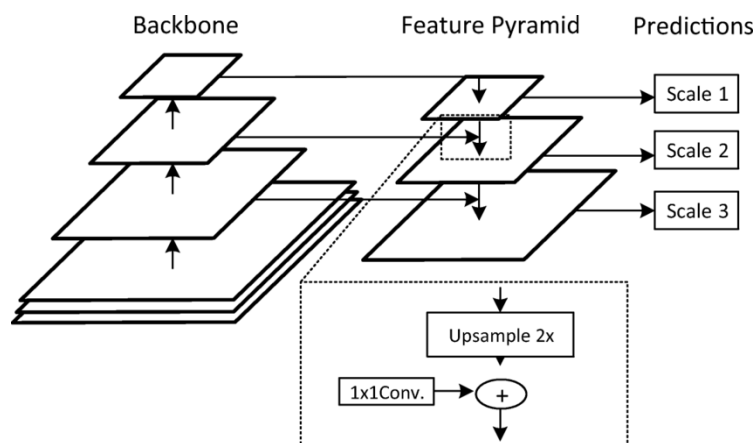 Backbone
Feature Pyramid
Predictions
Scale 1
Scale 2
Scale 3
Upsample 2x
1x1Conv.
+